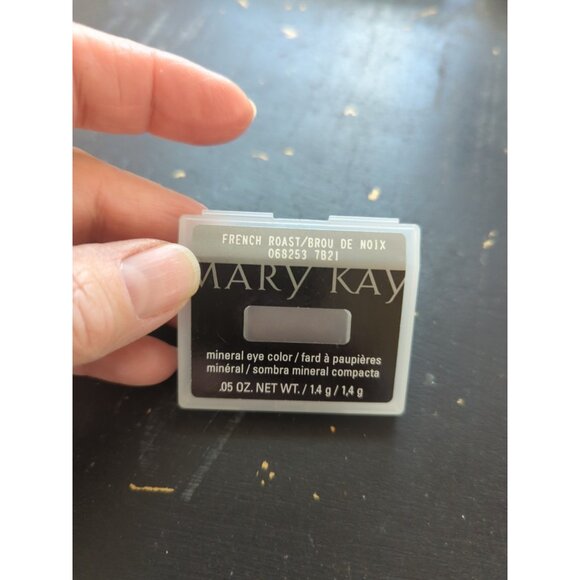 FRENCH ROAST/BROU DE NOIX
068253 7B21
MARY KAY
mineral eye color / fard à paupières
minéral / sombra mineral compacta
.05 OZ. NET WT. / 1.4 g / 1,4 g